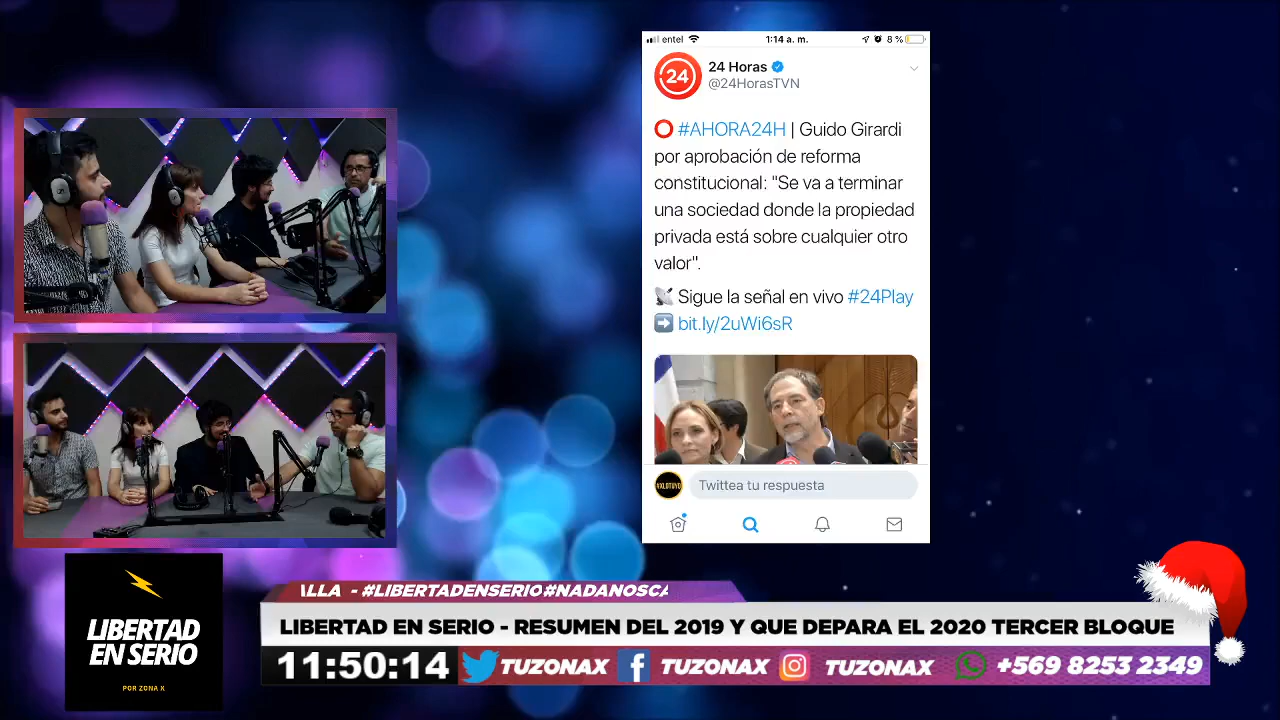 entel
1:14 a. m.
8 %
24
24 Horas
@24HorasTVN
#AHORA24H | Guido Girardi
por aprobación de reforma
constitucional: "Se va a terminar
una sociedad donde la propiedad
privada está sobre cualquier otro
valor".
Sigue la señal en vivo #24Play
bit.ly/2uWi6sR
#XLOTUYO
Twittea tu respuesta
LIBERTAD
EN SERIO
POR ZONA X
ALLA - #LIBERTADENSERIO#NADANOSCA
LIBERTAD EN SERIO - RESUMEN DEL 2019 Y QUE DEPARA EL 2020 TERCER BLOQUE
11:50:14
TUZONAX
TUZONAX
TUZONAX
+569 8253 2349